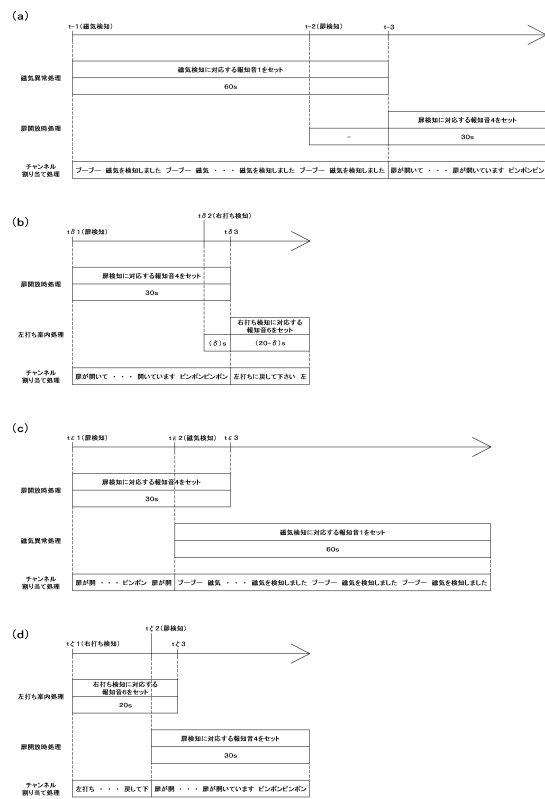 (a)
t-1(磁気検知)
t-2(扉検知)
t-3
磁気異常処理
磁気検知に対応する報知音1をセット
60s
扉開放時処理
扉検知に対応する報知音4をセット
-
30s
チャンネル
割り当て処理
ブーブー 磁気を検知しました ブーブー 磁気 ・・・ 磁気を検知しました ブーブー 磁気を検知しました
扉が開いて ・・・ 扉が開いています ピンポンピン
(b)
tδ1(扉検知)
tδ2(右打ち検知)
tδ3
扉開放時処理
扉検知に対応する報知音4をセット
30s
左打ち案内処理
右打ち検知に対応する
報知音6をセット
(δ)s
(20-δ)s
チャンネル
割り当て処理
扉が開いて ・・・ 開いています ピンポンピンポン
左打ちに戻して下さい 左
(c)
tε1(扉検知)
tε2(磁気検知)
tε3
扉開放時処理
扉検知に対応する報知音4をセット
30s
磁気異常処理
磁気検知に対応する報知音1をセット
60s
チャンネル
割り当て処理
扉が開 ・・・ ピンポン 扉が開
ブーブー 磁気 ・・・ 磁気を検知しました ブーブー 磁気を検知しました ブーブー 磁気を検知しました
(d)
tζ1(右打ち検知)
tζ2(扉検知)
tζ3
左打ち案内処理
右打ち検知に対応する
報知音6をセット
20s
扉開放時処理
扉検知に対応する報知音4をセット
30s
チャンネル
割り当て処理
左打ち ・・・ 戻して下
扉が開 ・・・ 扉が開いています ピンポンピンポン